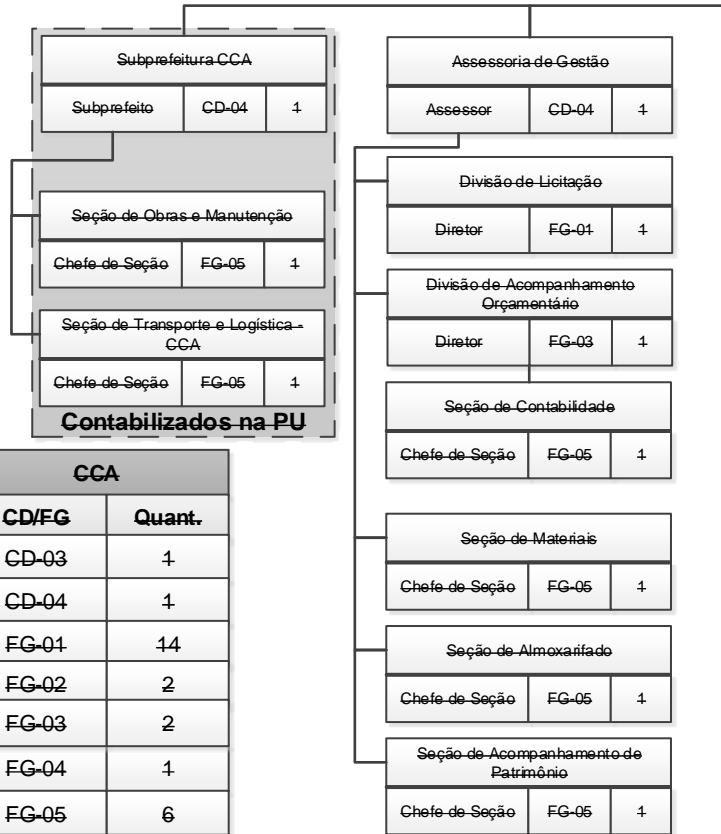 Subprefeitura CCA
Subprefeito CD-04 1
Seção de Obras e Manutenção
Chefe de Seção FG-05 1
Seção de Transporte e Logística -
CCA
Chefe de Seção FG-05 1
Contabilizados na PU
CCA
CD/FG Quant.
CD-03 1
CD-04 1
FG-01 14
FG-02 2
FG-03 2
FG-04 1
FG-05 6
Assessoria de Gestão
Assessor CD-04 1
Divisão de Licitação
Diretor FG-01 1
Divisão de Acompanhamento
Orçamentário
Diretor FG-03 1
Seção de Contabilidade
Chefe de Seção FG-05 1
Seção de Materiais
Chefe de Seção FG-05 1
Seção de Almoxarifado
Chefe de Seção FG-05 1
Seção de Acompanhamento de
Patrimônio
Chefe de Seção FG-05 1